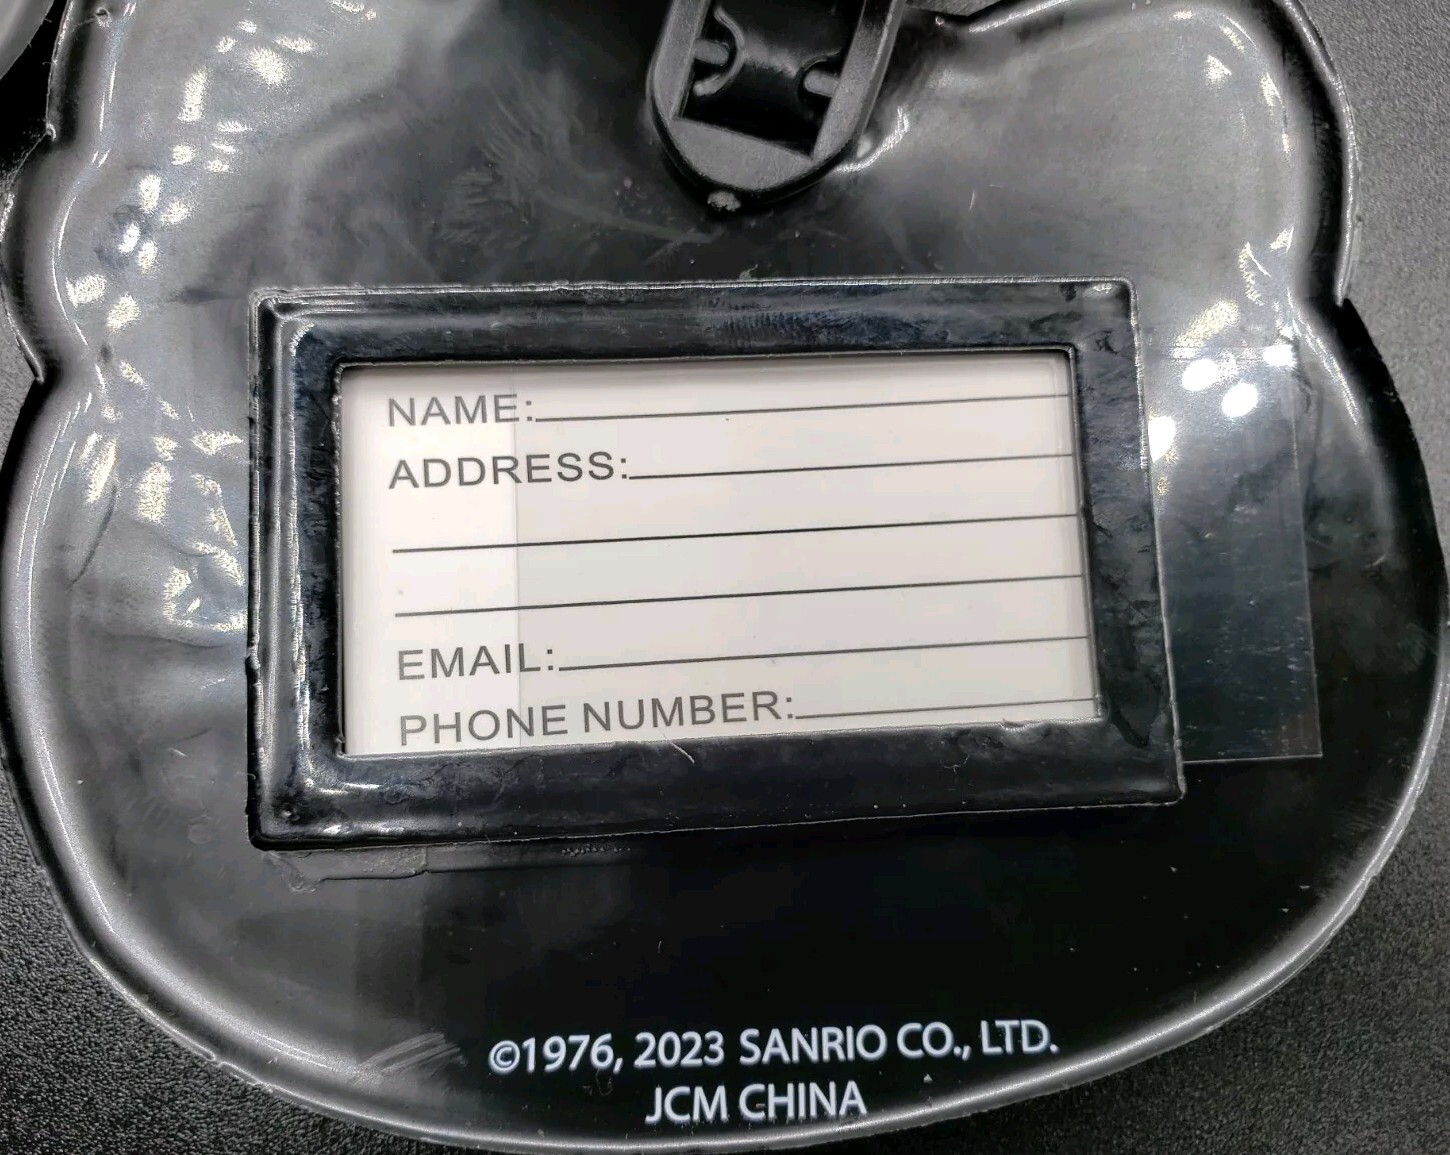 NAME:
ADDRESS:
EMAIL:
PHONE NUMBER:
©1976, 2023 SANRIO CO., LTD.
JCM CHINA